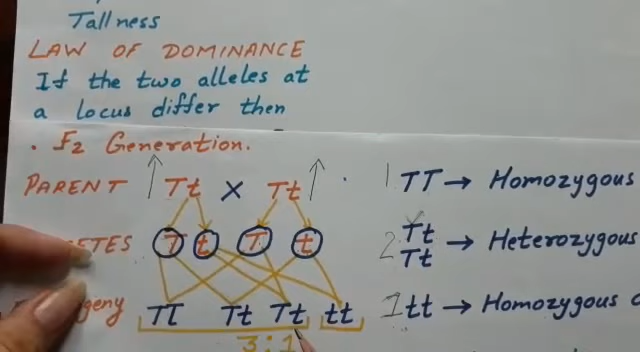 Tallness
LAW OF DOMINANCE
If the two alleles at
a locus differ then
. F2 Generation.
PARENT Tt X Tt
1 TT → Homozygous
T t T t
2 Tt
Tt → Heterozygous
TT Tt Tt tt
1 tt → Homozygous
3:1